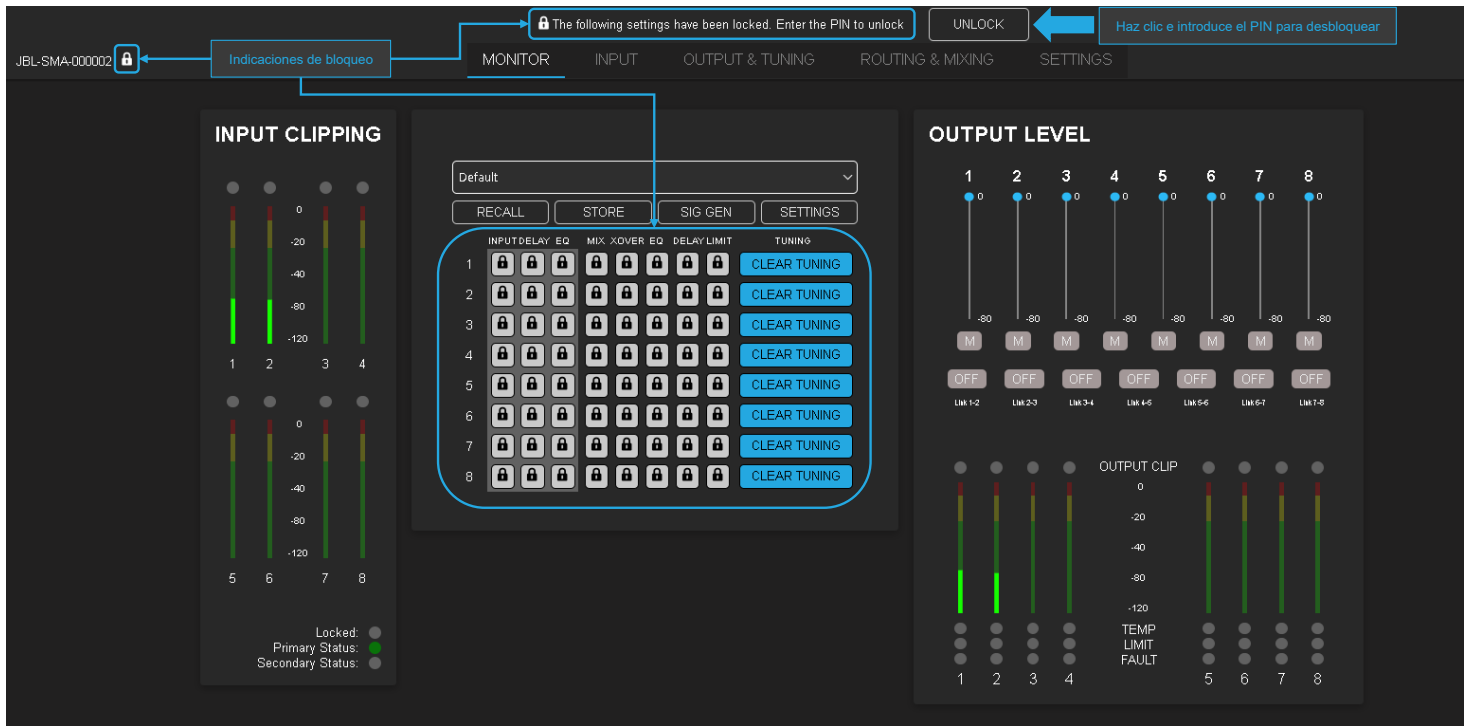 The following settings have been locked. Enter the PIN to unlock
UNLOCK
Haz clic e introduce el PIN para desbloquear
JBL-SMA-000002
Indicaciones de bloqueo
MONITOR INPUT OUTPUT & TUNING ROUTING & MIXING SETTINGS
INPUT CLIPPING
0
-20
-40
-80
-120
1 2 3 4
0
-20
-40
-80
-120
5 6 7 8
Locked:
Primary Status:
Secondary Status:
Default
RECALL STORE SIG GEN SETTINGS
INPUT DELAY EQ MIX XOVER EQ DELAY LIMIT TUNING
1 CLEAR TUNING
2 CLEAR TUNING
3 CLEAR TUNING
4 CLEAR TUNING
5 CLEAR TUNING
6 CLEAR TUNING
7 CLEAR TUNING
8 CLEAR TUNING
OUTPUT LEVEL
1 2 3 4 5 6 7 8
0 0 0 0 0 0 0 0
-80 -80 -80 -80 -80 -80 -80 -80
M M M M M M M M
OFF OFF OFF OFF OFF OFF OFF
Link 1-2 Link 2-3 Link 3-4 Link 4-5 Link 5-6 Link 6-7 Link 7-8
OUTPUT CLIP
0
-20
-40
-80
-120
TEMP
LIMIT
FAULT
1 2 3 4 5 6 7 8